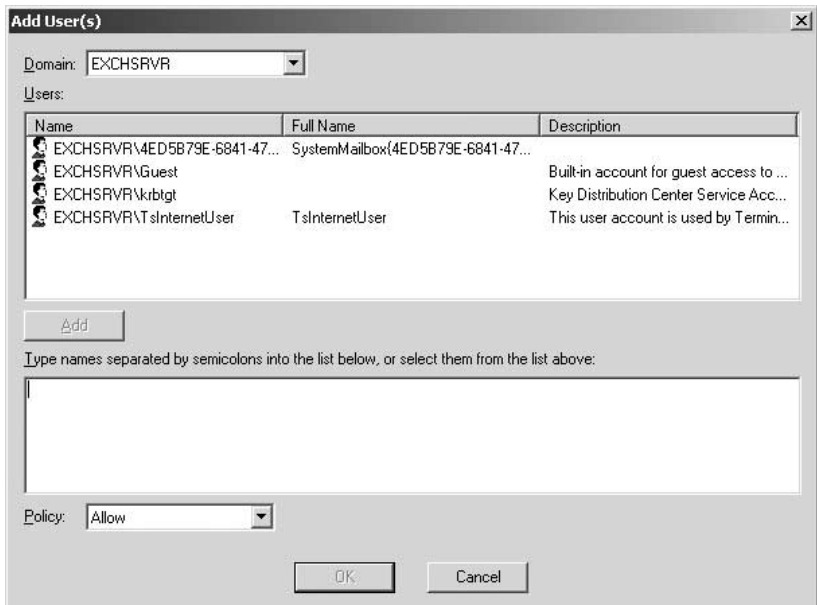 Add User(s)
Domain: EXCHSRVR
Users:
Name Full Name Description
EXCHSRVR\4ED5B79E-6841-47... SystemMailbox{4ED5B79E-6841-47...
EXCHSRVR\Guest Built-in account for guest access to ...
EXCHSRVR\krbtgt Key Distribution Center Service Acc...
EXCHSRVR\TsInternetUser TsInternetUser This user account is used by Termin...
Add
Type names separated by semicolons into the list below, or select them from the list above:
Policy: Allow
OK Cancel